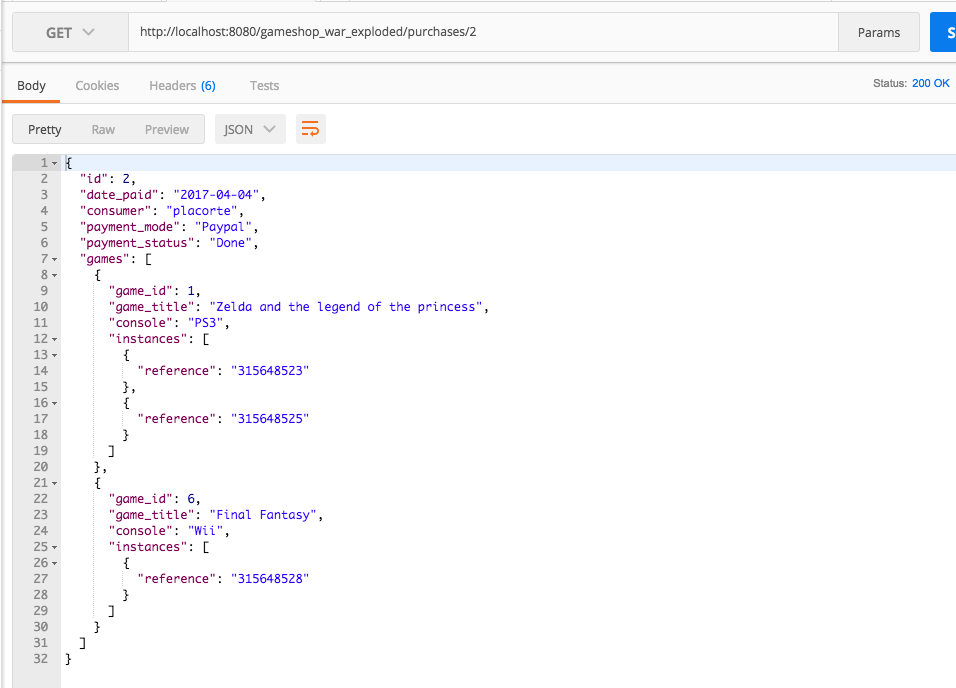 GET http://localhost:8080/gameshop_war_exploded/purchases/2 Params S
Body Cookies Headers (6) Tests Status: 200 OK
Pretty Raw Preview JSON
1 {
2 "id": 2,
3 "date_paid": "2017-04-04",
4 "consumer": "placorte",
5 "payment_mode": "Paypal",
6 "payment_status": "Done",
7 "games": [
8 {
9 "game_id": 1,
10 "game_title": "Zelda and the legend of the princess",
11 "console": "PS3",
12 "instances": [
13 {
14 "reference": "315648523"
15 },
16 {
17 "reference": "315648525"
18 }
19 ]
20 },
21 {
22 "game_id": 6,
23 "game_title": "Final Fantasy",
24 "console": "Wii",
25 "instances": [
26 {
27 "reference": "315648528"
28 }
29 ]
30 }
31 ]
32 }